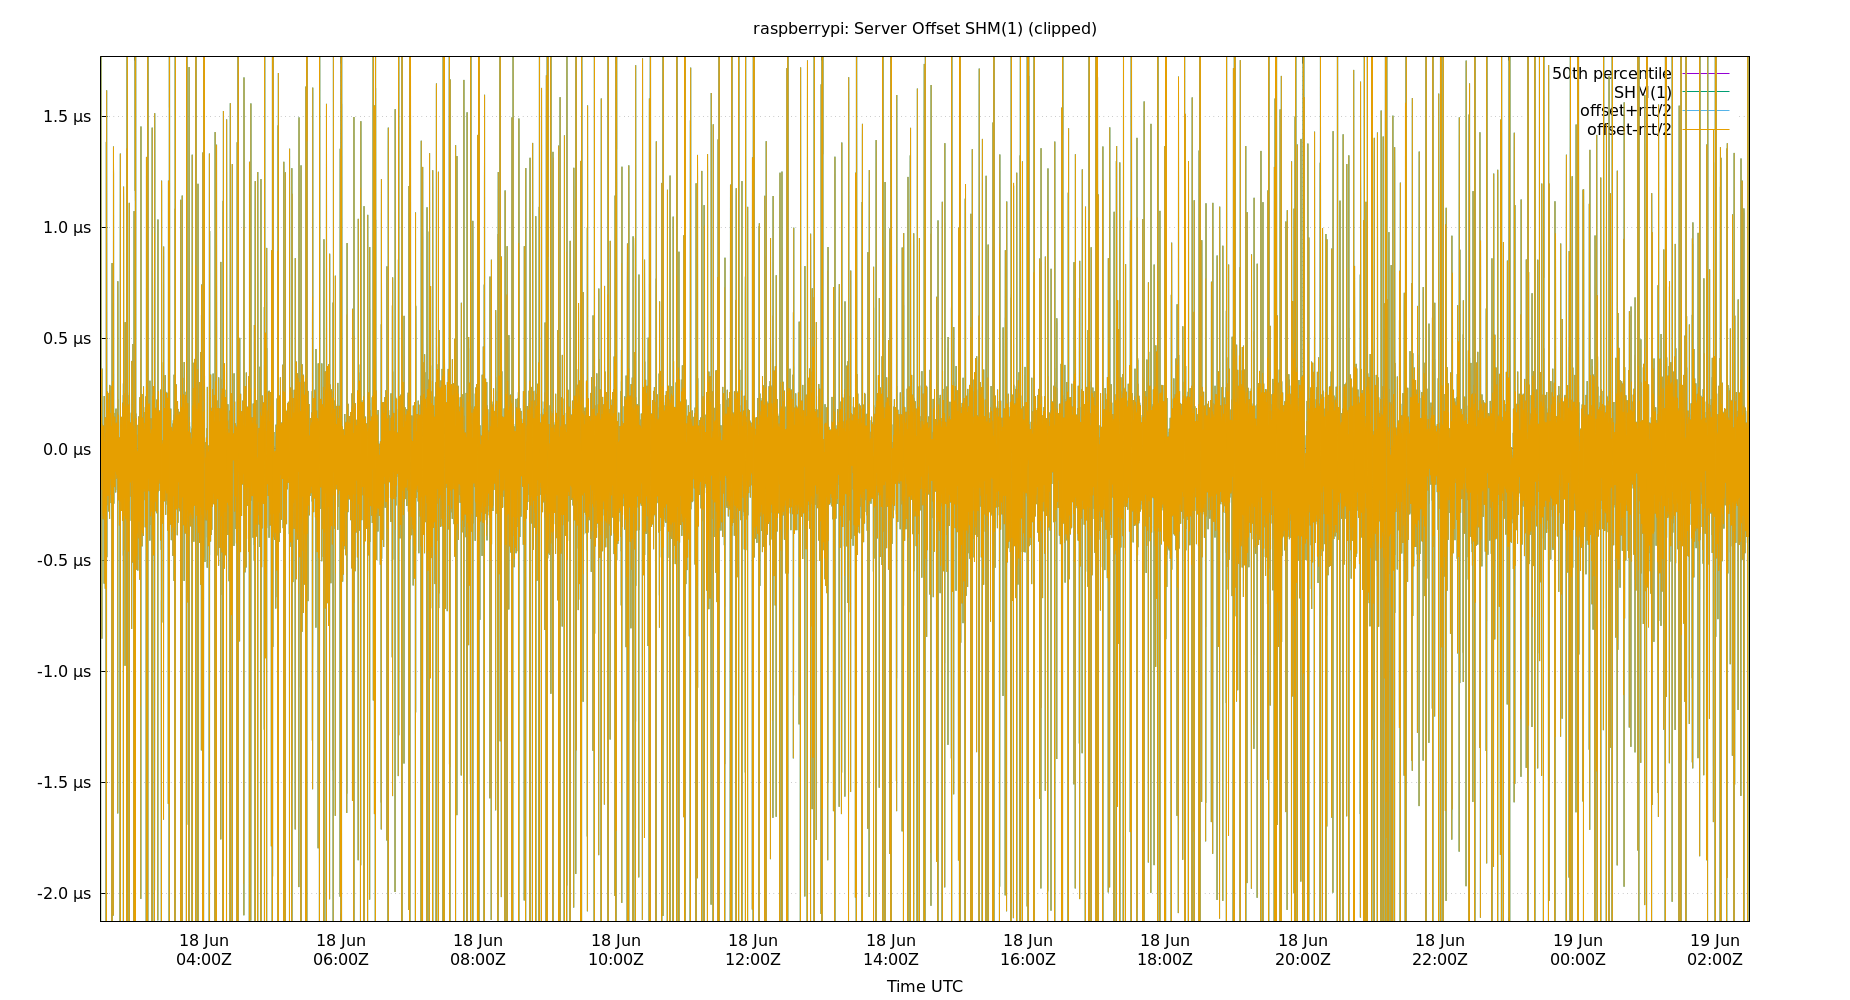 raspberrypi: Server Offset SHM(1) (clipped)
50th percentile
SHM(1)
offset+rtt/2
offset-rtt/2
1.5 µs
1.0 µs
0.5 µs
0.0 µs
-0.5 µs
-1.0 µs
-1.5 µs
-2.0 µs
18 Jun 18 Jun 18 Jun 18 Jun 18 Jun 18 Jun 18 Jun 18 Jun 18 Jun 18 Jun 19 Jun 19 Jun
04:00Z 06:00Z 08:00Z 10:00Z 12:00Z 14:00Z 16:00Z 18:00Z 20:00Z 22:00Z 00:00Z 02:00Z
Time UTC